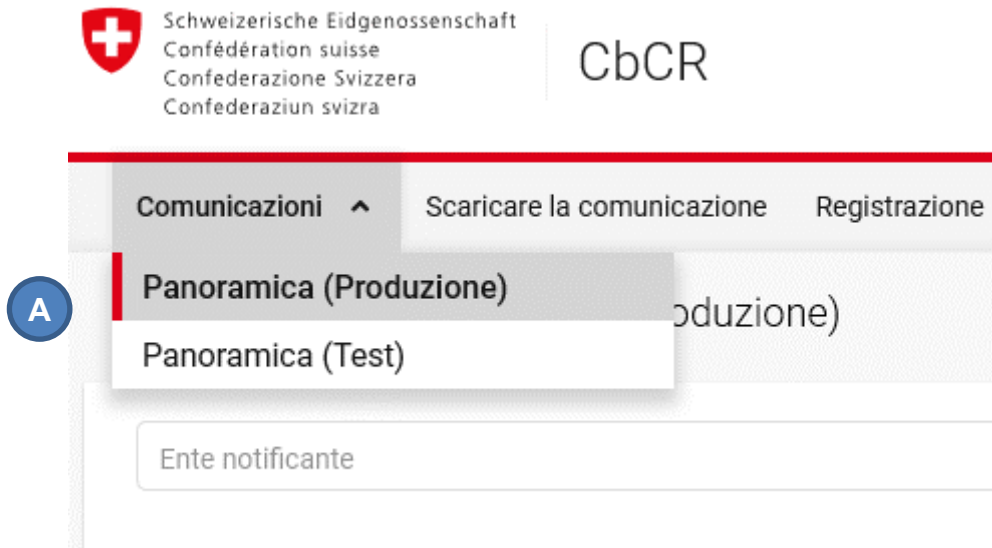 Schweizerische Eidgenossenschaft
Confédération suisse
Confederazione Svizzera
Confederaziun svizra
CbCR
Comunicazioni
Scaricare la comunicazione
Registrazione
A
Panoramica (Produzione)
Panoramica (Test)
Ente notificante